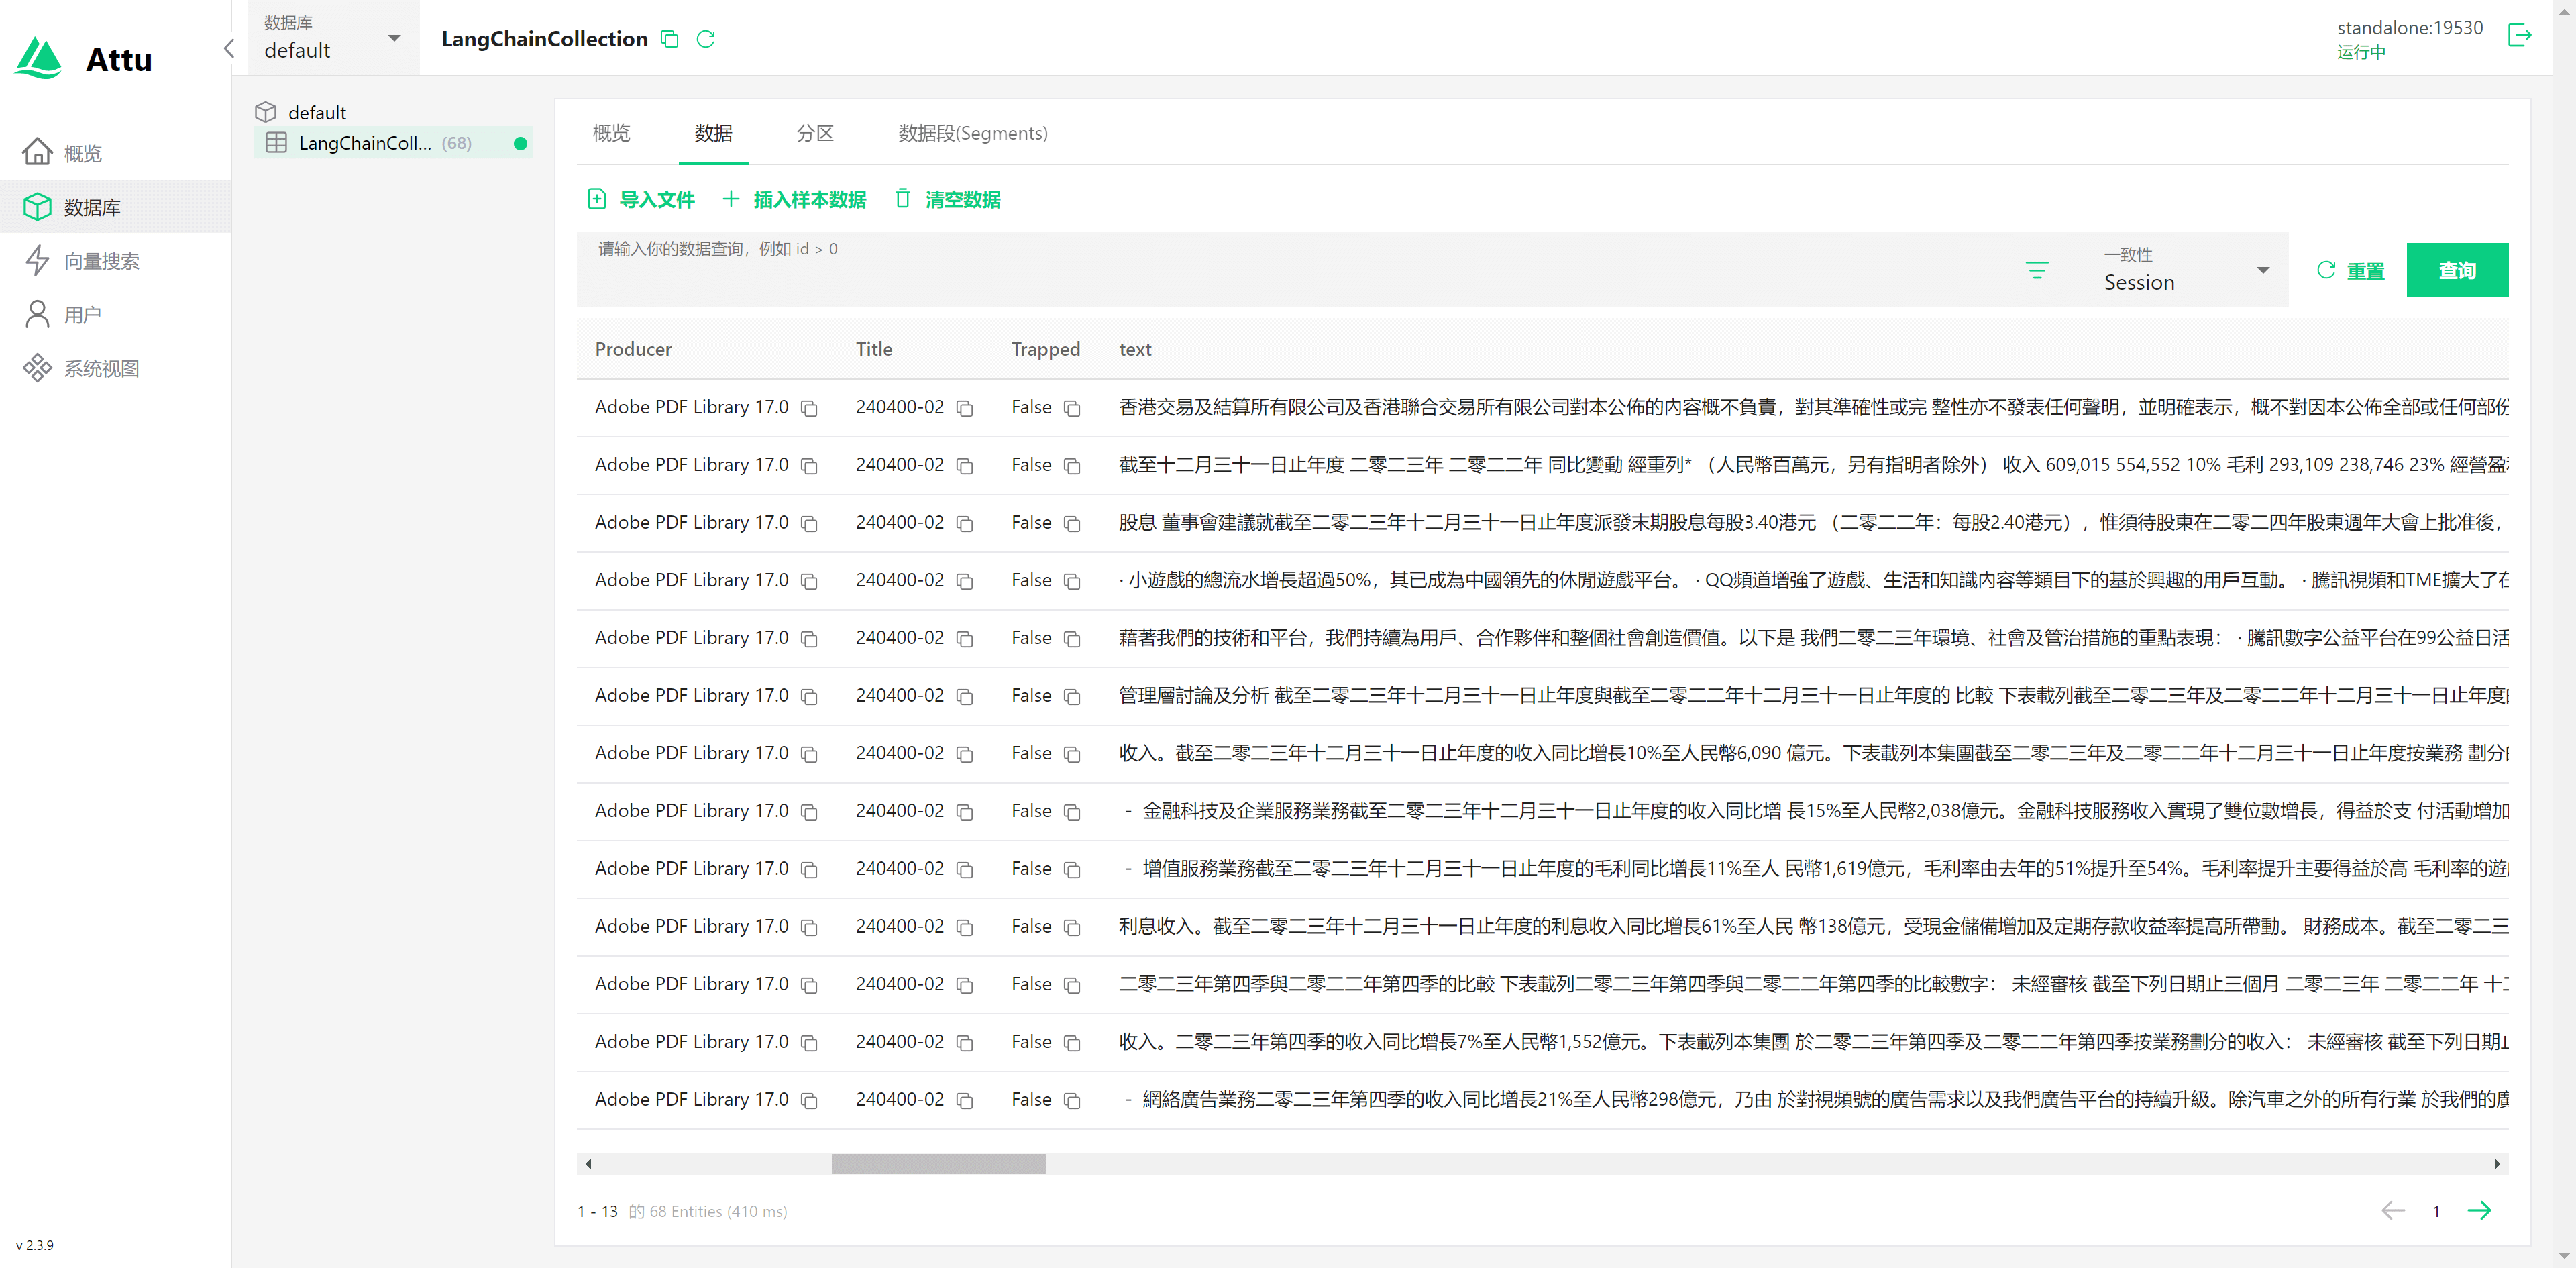 Attu
概览
数据库
向量搜索
用户
系统视图
v 2.3.9
数据库
default
LangChainCollection
standalone:19530
运行中
default
LangChainColl... (68)
概览 数据 分区 数据段(Segments)
导入文件 插入样本数据 清空数据
请输入你的数据查询，例如 id > 0
一致性
Session
重置
查询
Producer Title Trapped text
Adobe PDF Library 17.0 240400-02 False 香港交易及結算所有限公司及香港聯合交易所有限公司對本公佈的內容概不負責，對其準確性或完 整性亦不發表任何聲明，並明確表示，概不對因本公佈全部或任何部份
Adobe PDF Library 17.0 240400-02 False 截至十二月三十一日止年度 二零二三年 二零二二年 同比變動 經重列* （人民幣百萬元，另有指明者除外） 收入 609,015 554,552 10% 毛利 293,109 238,746 23% 經營盈
Adobe PDF Library 17.0 240400-02 False 股息 董事會建議就截至二零二三年十二月三十一日止年度派發末期股息每股3.40港元 （二零二二年：每股2.40港元），惟須待股東在二零二四年股東週年大會上批准後，
Adobe PDF Library 17.0 240400-02 False · 小遊戲的總流水增長超過50%，其已成為中國領先的休閒遊戲平台。 · QQ頻道增強了遊戲、生活和知識內容等類目下的基於興趣的用戶互動。 · 騰訊視頻和TME擴大了在
Adobe PDF Library 17.0 240400-02 False 藉著我們的技術和平台，我們持續為用戶、合作夥伴和整個社會創造價值。以下是 我們二零二三年環境、社會及管治措施的重點表現： · 騰訊數字公益平台在99公益日活
Adobe PDF Library 17.0 240400-02 False 管理層討論及分析 截至二零二三年十二月三十一日止年度與截至二零二二年十二月三十一日止年度的 比較 下表載列截至二零二三年及二零二二年十二月三十一日止年度
Adobe PDF Library 17.0 240400-02 False 收入。截至二零二三年十二月三十一日止年度的收入同比增長10%至人民幣6,090 億元。下表載列本集團截至二零二三年及二零二二年十二月三十一日止年度按業務 劃分
Adobe PDF Library 17.0 240400-02 False - 金融科技及企業服務業務截至二零二三年十二月三十一日止年度的收入同比增 長15%至人民幣2,038億元。金融科技服務收入實現了雙位數增長，得益於支 付活動增加
Adobe PDF Library 17.0 240400-02 False - 增值服務業務截至二零二三年十二月三十一日止年度的毛利同比增長11%至人 民幣1,619億元，毛利率由去年的51%提升至54%。毛利率提升主要得益於高 毛利率的遊
Adobe PDF Library 17.0 240400-02 False 利息收入。截至二零二三年十二月三十一日止年度的利息收入同比增長61%至人民 幣138億元，受現金儲備增加及定期存款收益率提高所帶動。 財務成本。截至二零二三
Adobe PDF Library 17.0 240400-02 False 二零二三年第四季與二零二二年第四季的比較 下表載列二零二三年第四季與二零二二年第四季的比較數字： 未經審核 截至下列日期止三個月 二零二三年 二零二二年 十
Adobe PDF Library 17.0 240400-02 False 收入。二零二三年第四季的收入同比增長7%至人民幣1,552億元。下表載列本集團 於二零二三年第四季及二零二二年第四季按業務劃分的收入： 未經審核 截至下列日期
Adobe PDF Library 17.0 240400-02 False - 網絡廣告業務二零二三年第四季的收入同比增長21%至人民幣298億元，乃由 於對視頻號的廣告需求以及我們廣告平台的持續升級。除汽車之外的所有行業 於我們的廣
1 - 13 的 68 Entities (410 ms)
1